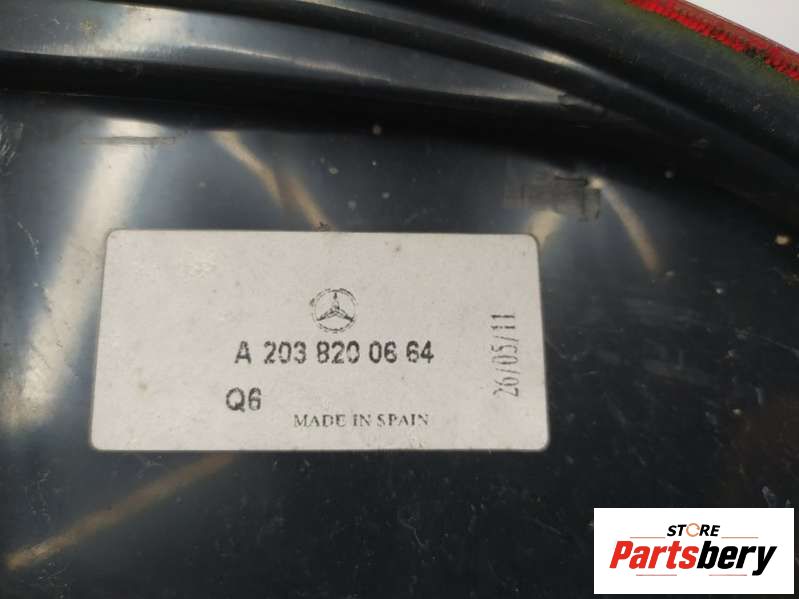 A 203 820 06 64
Q6
MADE IN SPAIN
26/05/11
STORE
Partsbery